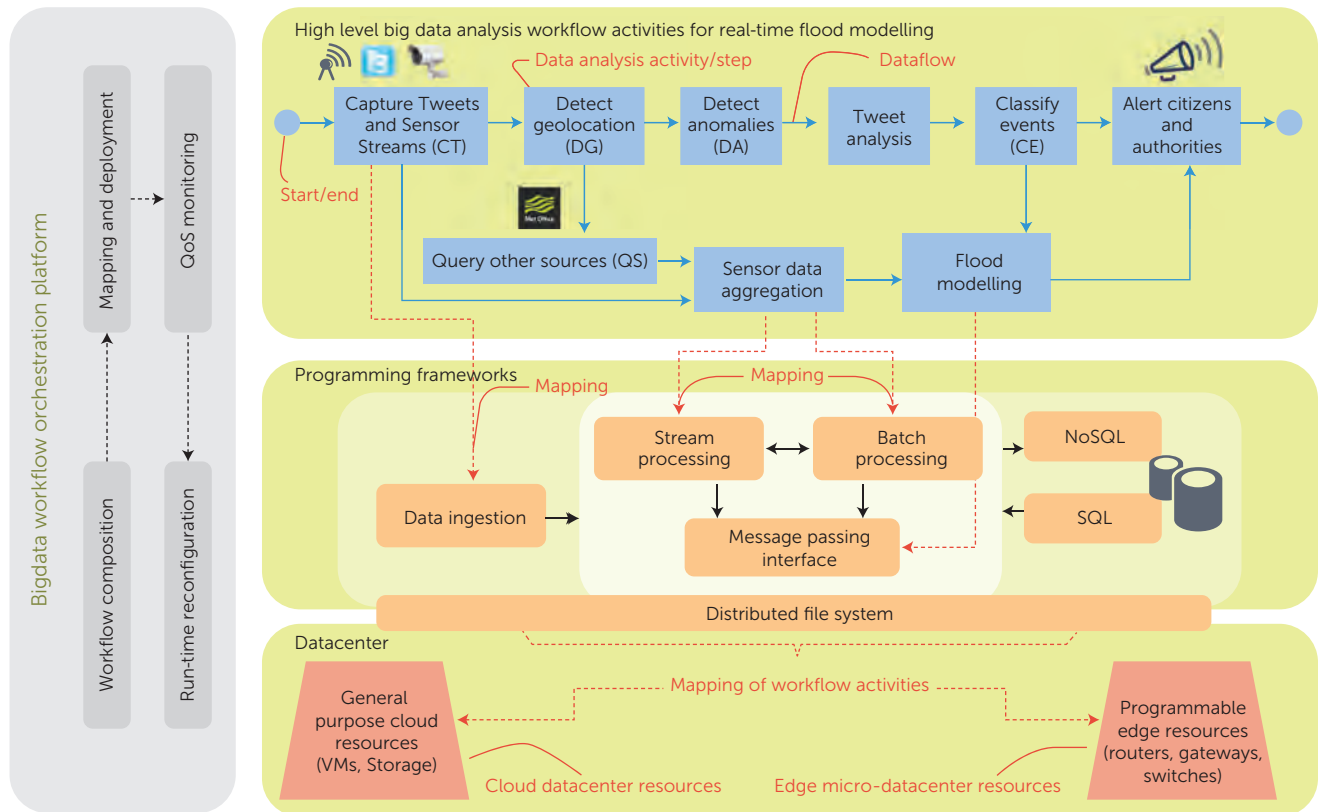 Bigdata workflow orchestration platform
Mapping and deployment
QoS monitoring
Workflow composition
Run-time reconfiguration
High level big data analysis workflow activities for real-time flood modelling
Data analysis activity/step
Dataflow
Capture Tweets
and Sensor
Streams (CT)
Detect
geolocation
(DG)
Detect
anomalies
(DA)
Tweet
analysis
Classify
events
(CE)
Alert citizens
and
authorities
Start/end
Met Office
Query other sources (QS)
Sensor data
aggregation
Flood
modelling
Programming frameworks
Mapping
Mapping
Stream
processing
Batch
processing
NoSQL
Data ingestion
SQL
Message passing
interface
Distributed file system
Datacenter
General
purpose cloud
resources
(VMs, Storage)
Mapping of workflow activities
Programmable
edge resources
(routers, gateways,
switches)
Cloud datacenter resources
Edge micro-datacenter resources